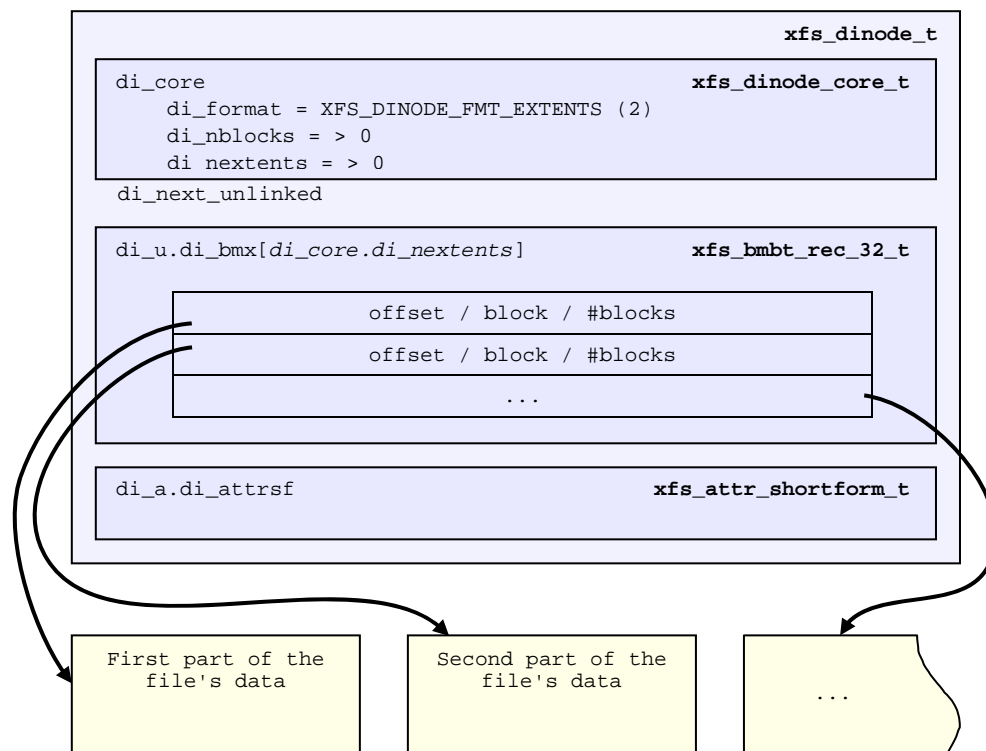 xfs_dinode_t
di_core xfs_dinode_core_t
di_format = XFS_DINODE_FMT_EXTENTS (2)
di_nblocks = > 0
di nextents = > 0
di_next_unlinked
di_u.di_bmx[di_core.di_nextents] xfs_bmbt_rec_32_t
offset / block / #blocks
offset / block / #blocks
...
di_a.di_attrsf xfs_attr_shortform_t
First part of the
file's data
Second part of the
file's data
...